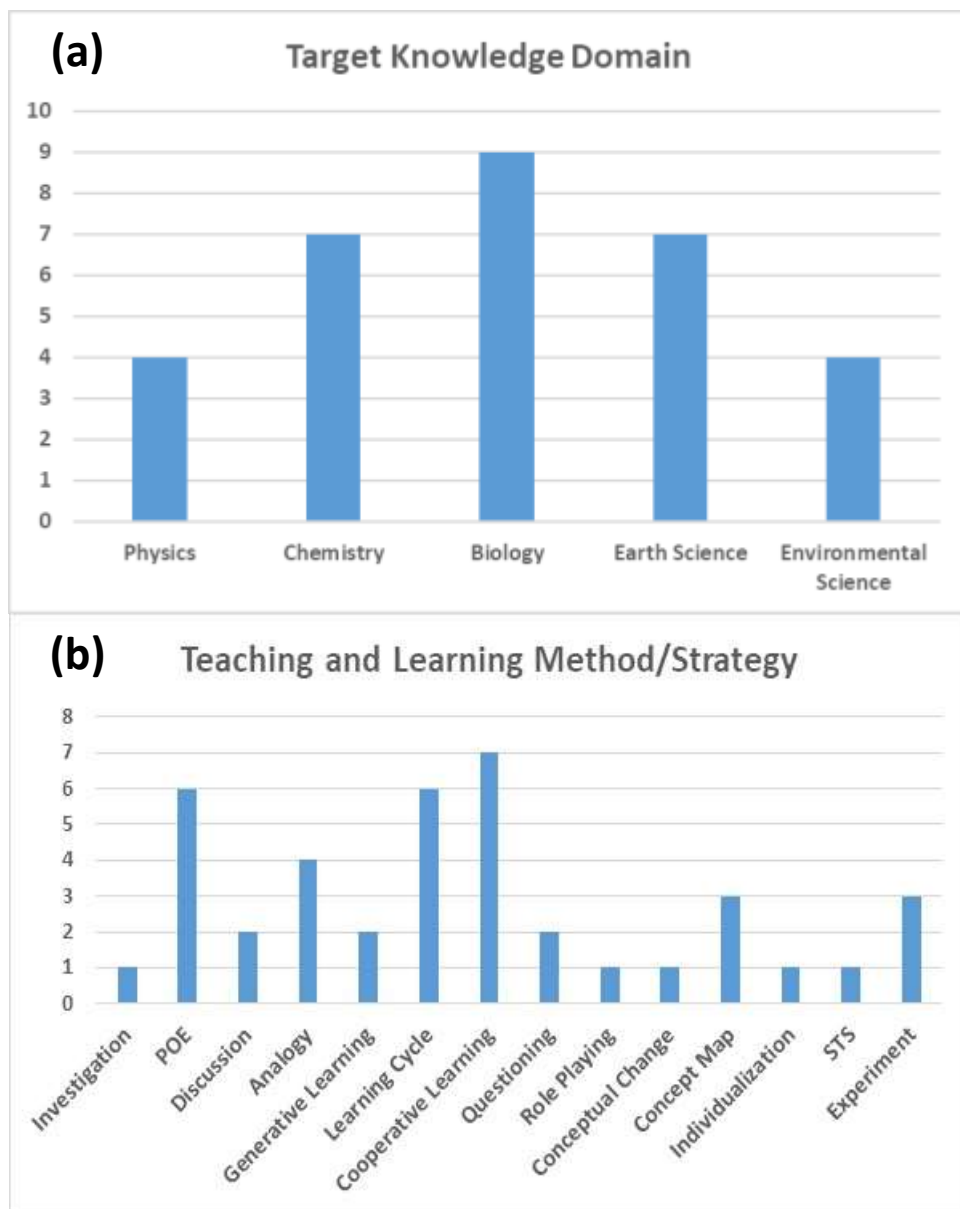 (a)
Target Knowledge Domain
10
9
8
7
6
5
4
3
2
1
0
Physics
Chemistry
Biology
Earth Science
Environmental
Science
(b)
Teaching and Learning Method/Strategy
8
7
6
5
4
3
2
1
0
Investigation
POE
Discussion
Analogy
Generative Learning
Learning Cycle
Cooperative Learning
Questioning
Role Playing
Conceptual Change
Concept Map
Individualization
STS
Experiment